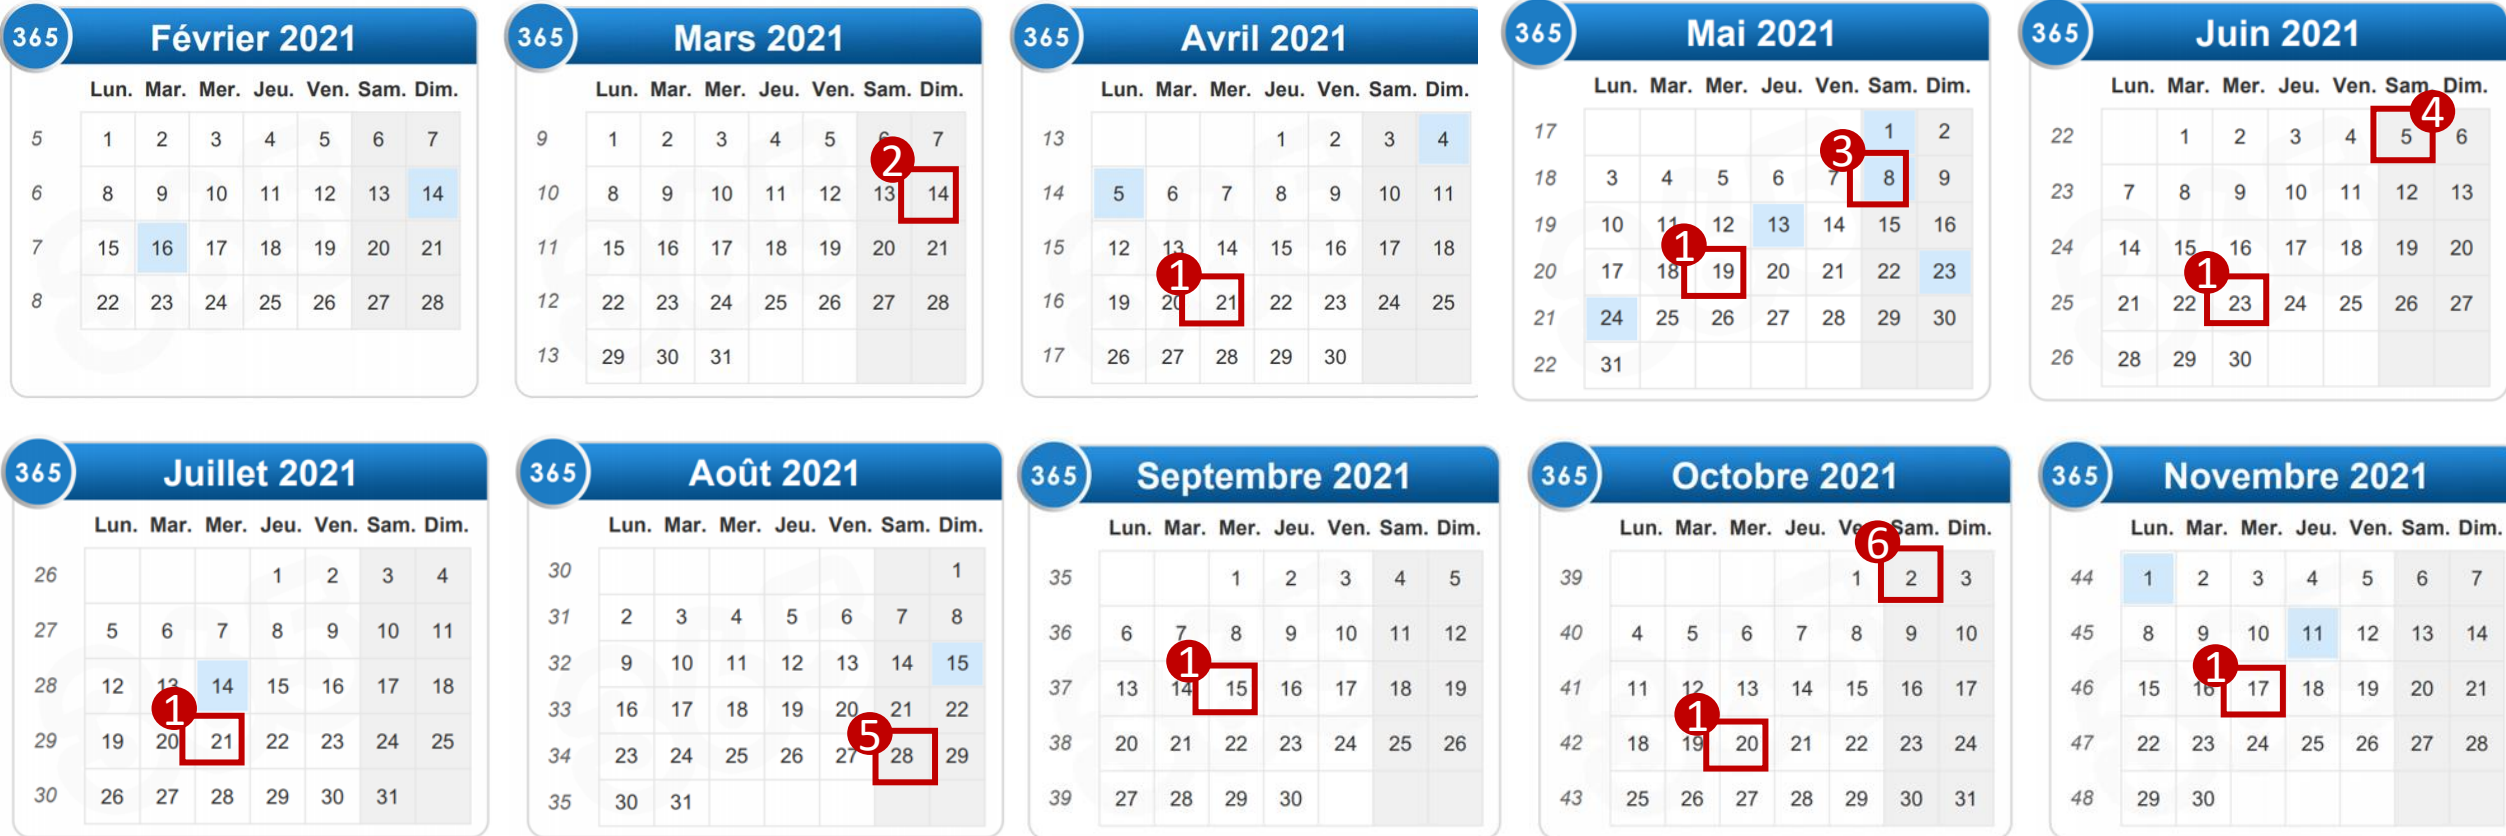 365 Février 2021
Lun. Mar. Mer. Jeu. Ven. Sam. Dim.
5 1 2 3 4 5 6 7
6 8 9 10 11 12 13 14
7 15 16 17 18 19 20 21
8 22 23 24 25 26 27 28
365 Mars 2021
Lun. Mar. Mer. Jeu. Ven. Sam. Dim.
9 1 2 3 4 5 6 7
2
10 8 9 10 11 12 13 14
11 15 16 17 18 19 20 21
12 22 23 24 25 26 27 28
13 29 30 31
365 Avril 2021
Lun. Mar. Mer. Jeu. Ven. Sam. Dim.
13 1 2 3 4
14 5 6 7 8 9 10 11
15 12 13 14 15 16 17 18
1
16 19 20 21 22 23 24 25
17 26 27 28 29 30
365 Mai 2021
Lun. Mar. Mer. Jeu. Ven. Sam. Dim.
17 1 2
3
18 3 4 5 6 7 8 9
19 10 11 12 13 14 15 16
1
20 17 18 19 20 21 22 23
21 24 25 26 27 28 29 30
22 31
365 Juin 2021
Lun. Mar. Mer. Jeu. Ven. Sam. Dim.
4
22 1 2 3 4 5 6
23 7 8 9 10 11 12 13
24 14 15 16 17 18 19 20
1
25 21 22 23 24 25 26 27
26 28 29 30
365 Juillet 2021
Lun. Mar. Mer. Jeu. Ven. Sam. Dim.
26 1 2 3 4
27 5 6 7 8 9 10 11
28 12 13 14 15 16 17 18
1
29 19 20 21 22 23 24 25
30 26 27 28 29 30 31
365 Août 2021
Lun. Mar. Mer. Jeu. Ven. Sam. Dim.
30 1
31 2 3 4 5 6 7 8
32 9 10 11 12 13 14 15
33 16 17 18 19 20 21 22
5
34 23 24 25 26 27 28 29
35 30 31
365 Septembre 2021
Lun. Mar. Mer. Jeu. Ven. Sam. Dim.
35 1 2 3 4 5
36 6 7 8 9 10 11 12
1
37 13 14 15 16 17 18 19
38 20 21 22 23 24 25 26
39 27 28 29 30
365 Octobre 2021
Lun. Mar. Mer. Jeu. Ven. Sam. Dim.
6
39 1 2 3
40 4 5 6 7 8 9 10
41 11 12 13 14 15 16 17
1
42 18 19 20 21 22 23 24
43 25 26 27 28 29 30 31
365 Novembre 2021
Lun. Mar. Mer. Jeu. Ven. Sam. Dim.
44 1 2 3 4 5 6 7
45 8 9 10 11 12 13 14
1
46 15 16 17 18 19 20 21
47 22 23 24 25 26 27 28
48 29 30